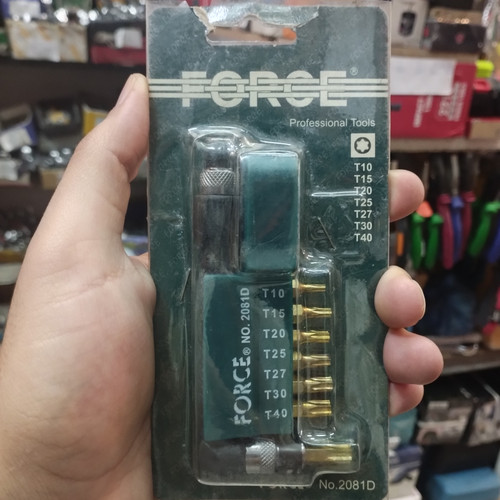 FORCE®
Professional Tools
T10
T15
T20
T25
T27
T30
T40
FORCE® NO. 2081D
T10
T15
T20
T25
T27
T30
T40
FORCE® No.2081D